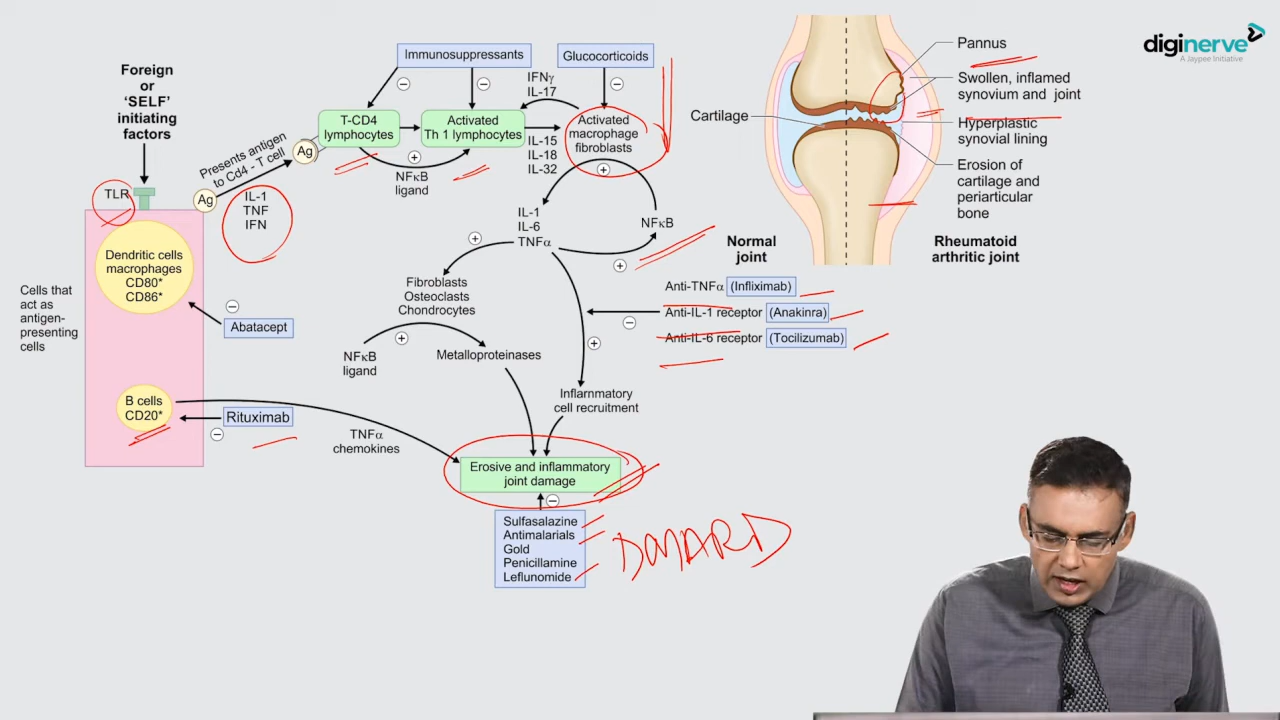 diginerve
A Jaypee Initiative
Foreign
or
‘SELF’
initiating
factors
TLR
Presents antigen
to Cd4 - T cell
Ag
Ag
IL-1
TNF
IFN
Cells that
act as
antigen-
presenting
cells
Dendritic cells
macrophages
CD80*
CD86*
Abatacept
B cells
CD20*
Rituximab
TNFα
chemokines
Immunosuppressants
Glucocorticoids
T-CD4
lymphocytes
Activated
Th 1 lymphocytes
NFκB
ligand
IFNγ
IL-17
IL-15
IL-18
IL-32
Activated
macrophage
fibroblasts
IL-1
IL-6
TNFα
NFκB
Fibroblasts
Osteoclasts
Chondrocytes
NFκB
ligand
Metalloproteinases
Inflarnmatory
cell recruitment
Anti-TNFα (Infliximab)
Anti-IL-1 receptor (Anakinra)
Anti-IL-6 receptor (Tocilizumab)
Erosive and inflammatory
joint damage
Sulfasalazine
Antimalarials
Gold
Penicillamine
Leflunomide
DMARD
Cartilage
Pannus
Swollen, inflamed
synovium and joint
Hyperplastic
synovial lining
Erosion of
cartilage and
periarticular
bone
Normal
joint
Rheumatoid
arthritic joint